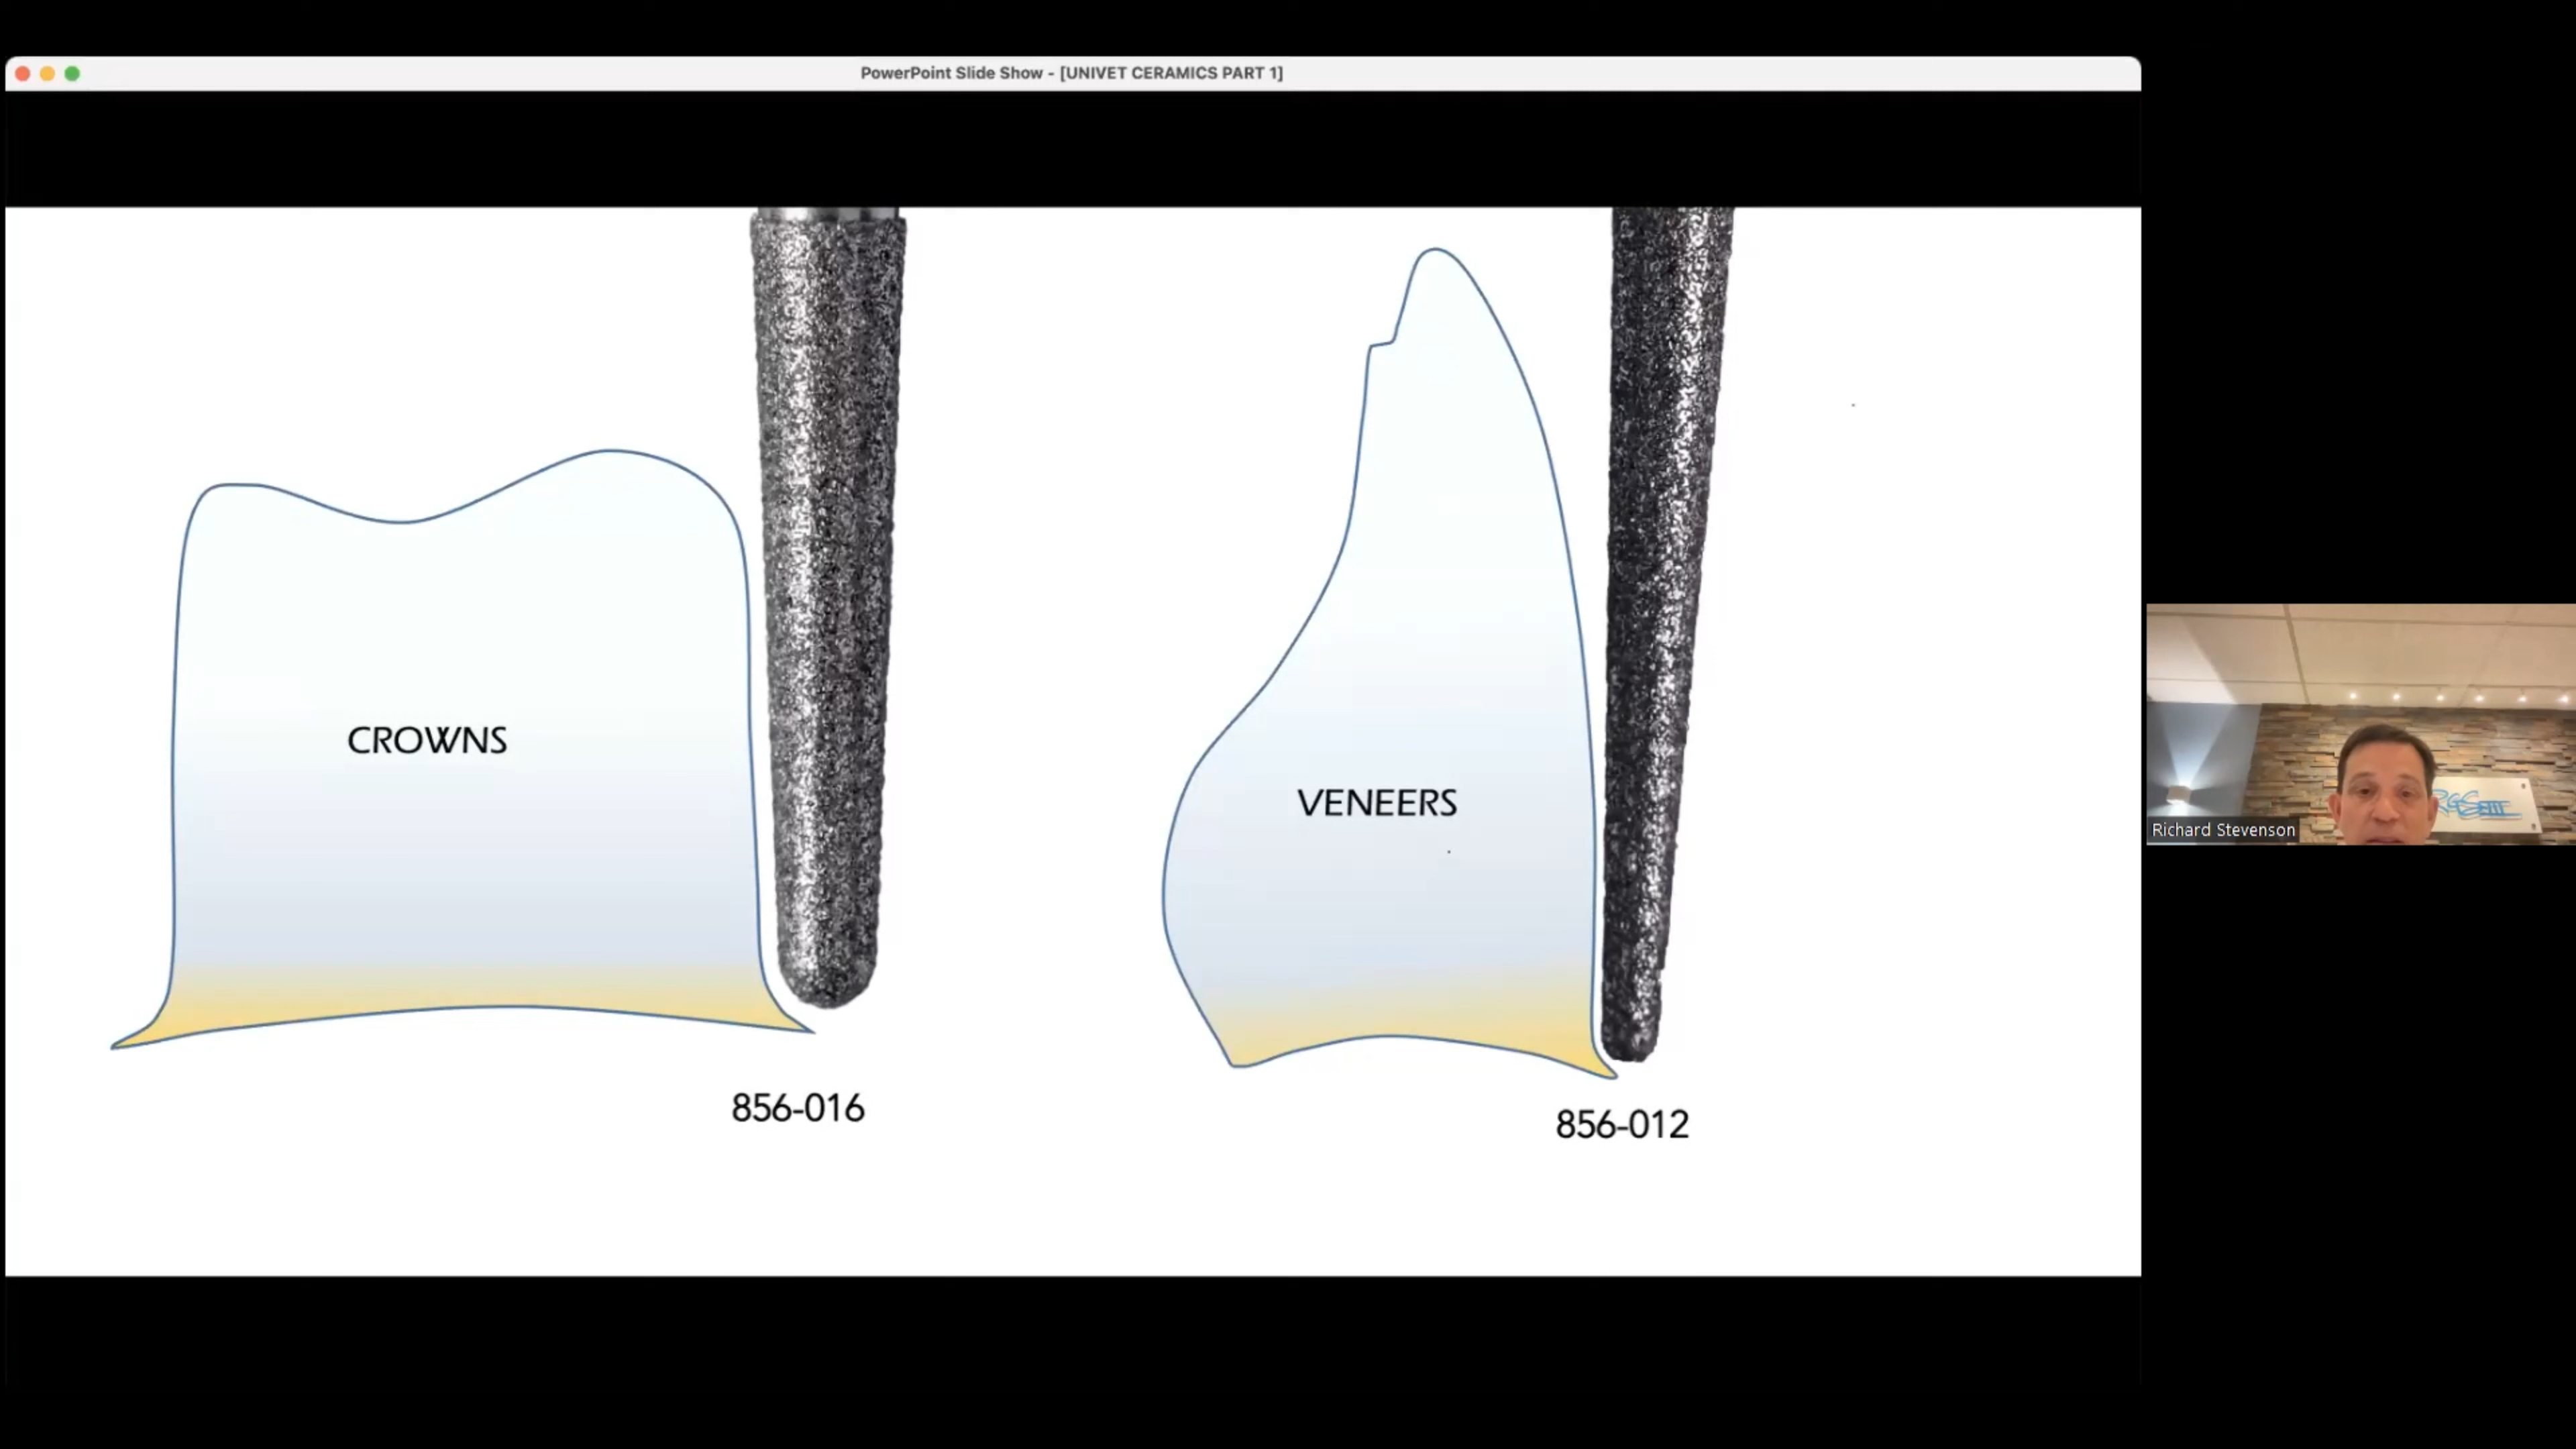 PowerPoint Slide Show - [UNIVET CERAMICS PART 1]
CROWNS
VENEERS
856-016
856-012
Richard Stevenson